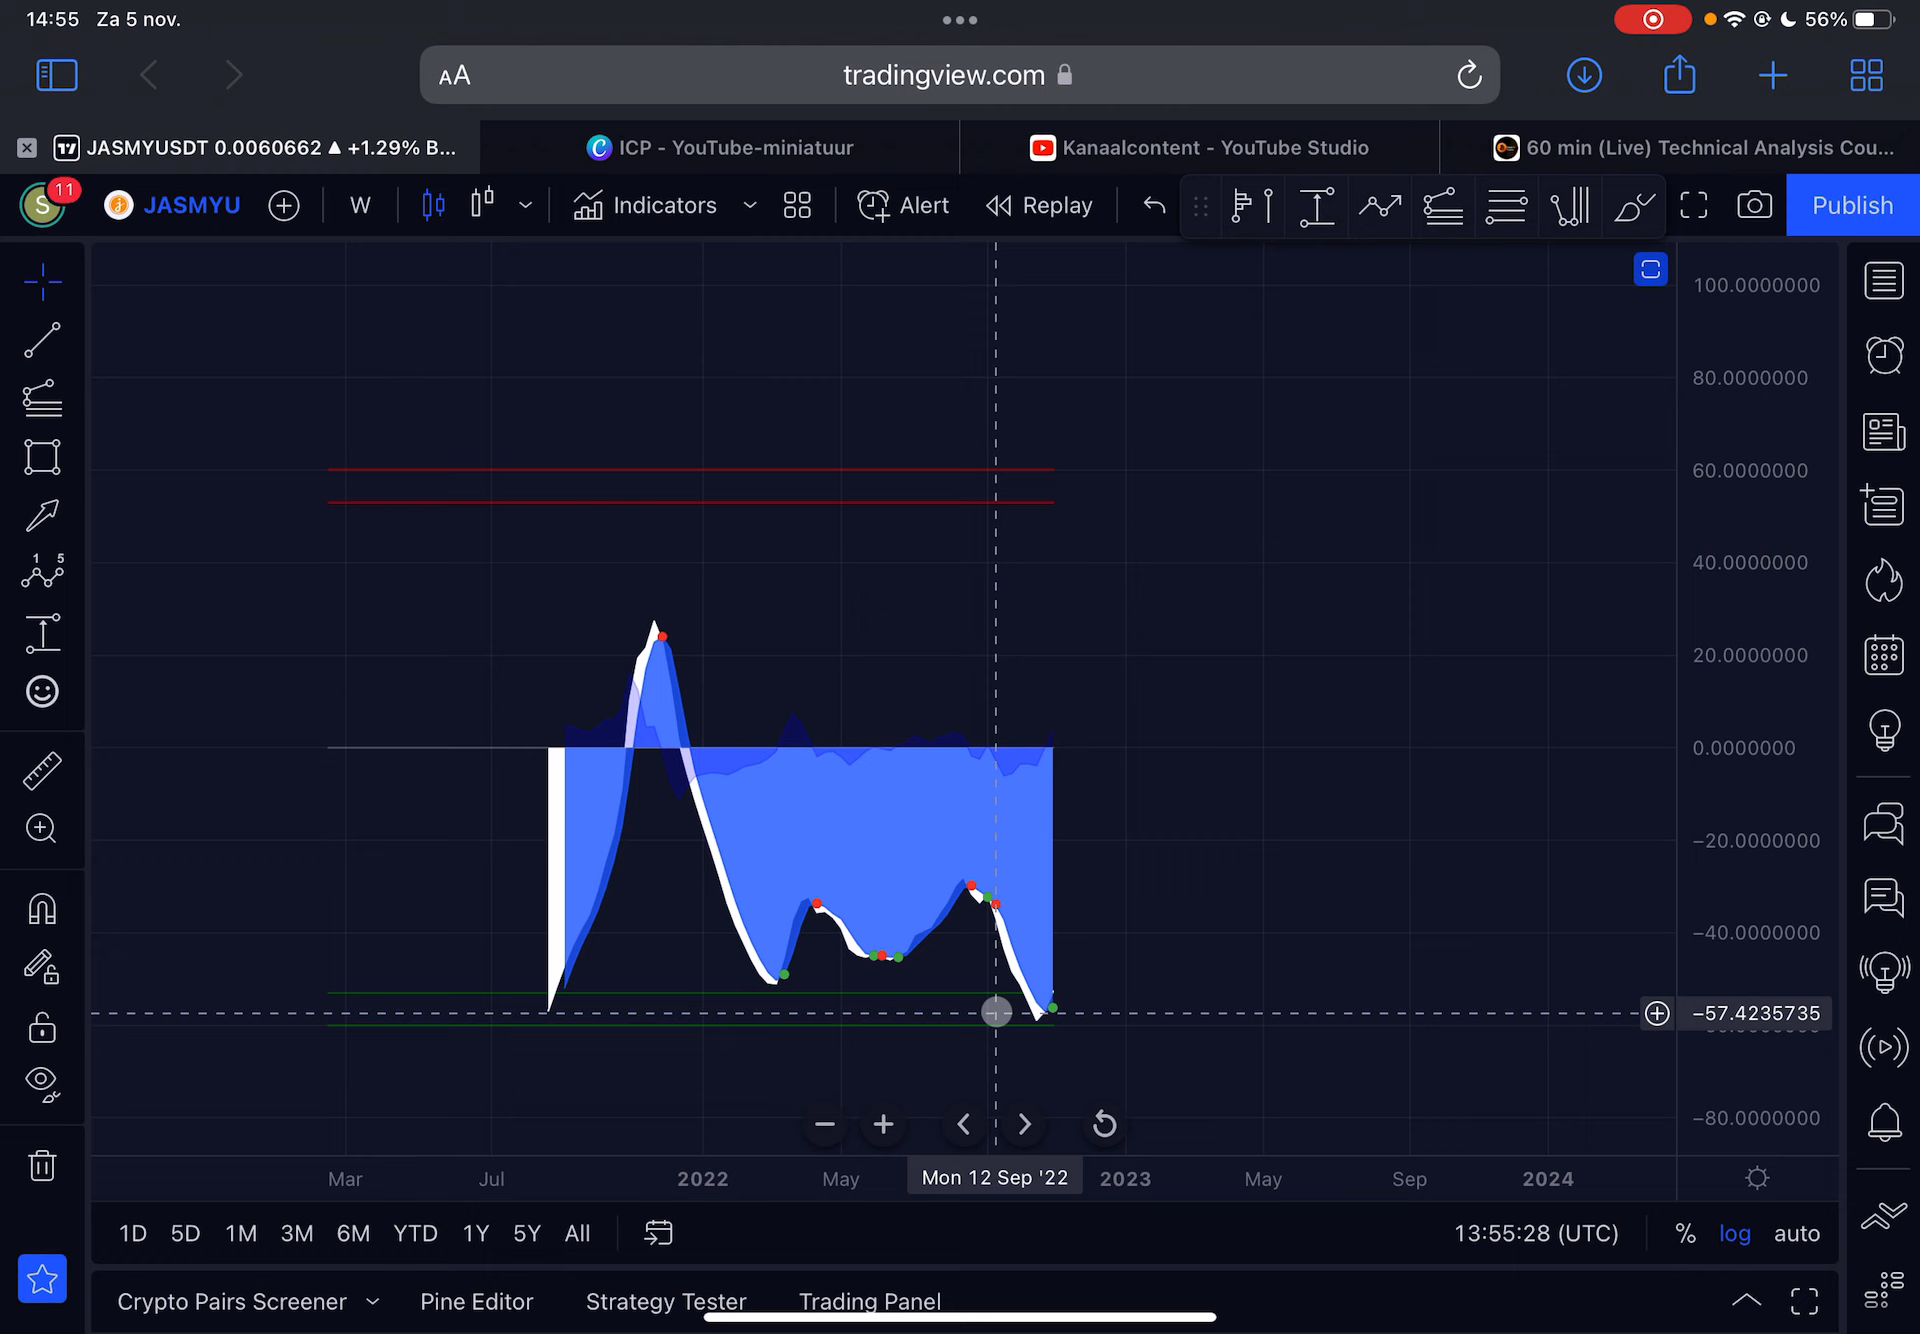 14:55 Za 5 nov.
56%
AA
tradingview.com
JASMYUSDT 0.0060662 ▲ +1.29% B...
ICP - YouTube-miniatuur
Kanaalcontent - YouTube Studio
60 min (Live) Technical Analysis Cou...
S
11
JASMYU
W
Indicators
Alert
Replay
Publish
100.0000000
80.0000000
60.0000000
40.0000000
20.0000000
0.0000000
−20.0000000
−40.0000000
−57.4235735
−80.0000000
1 5
Mar
Jul
2022
May
Mon 12 Sep '22
2023
May
Sep
2024
1D 5D 1M 3M 6M YTD 1Y 5Y All
13:55:28 (UTC)
% log auto
Crypto Pairs Screener
Pine Editor
Strategy Tester
Trading Panel